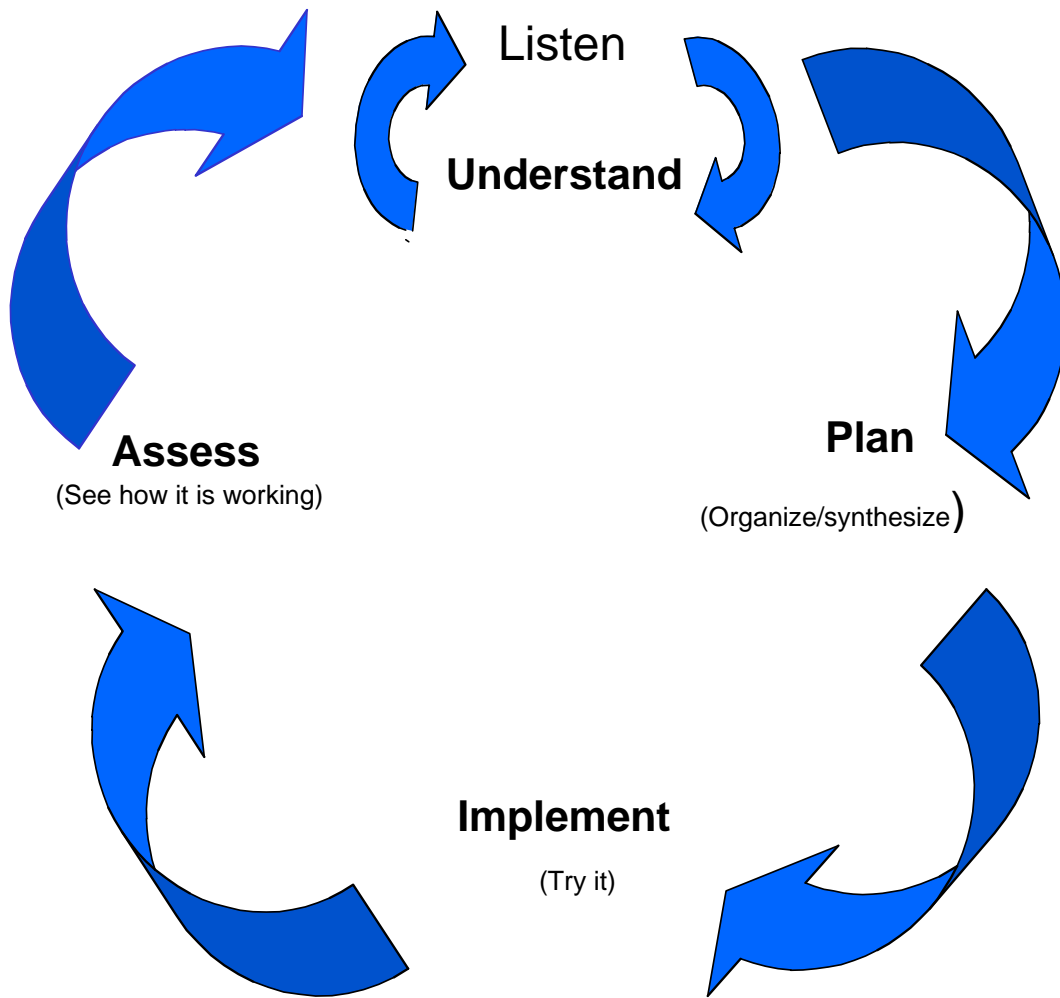 Listen
Understand
Plan
(Organize/synthesize)
Assess
(See how it is working)
Implement
(Try it)